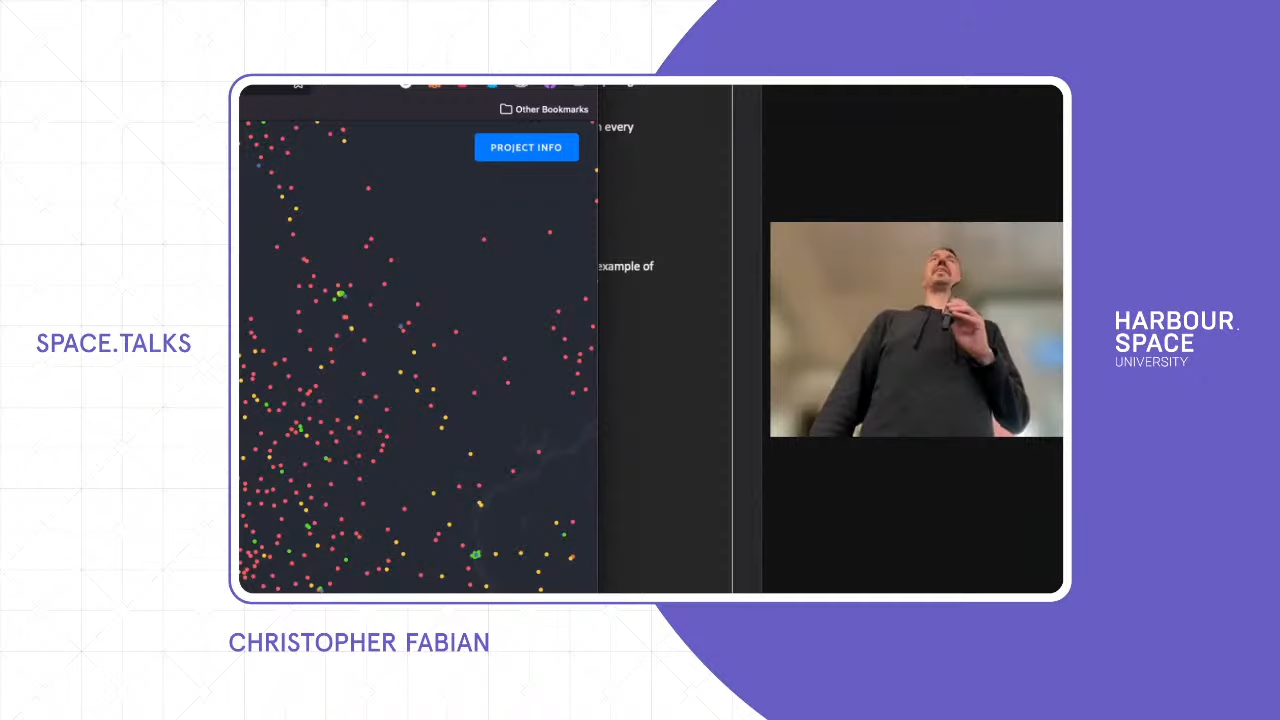 Other Bookmarks
PROJECT INFO
every
example of
SPACE.TALKS
HARBOUR.
SPACE
UNIVERSITY
CHRISTOPHER FABIAN